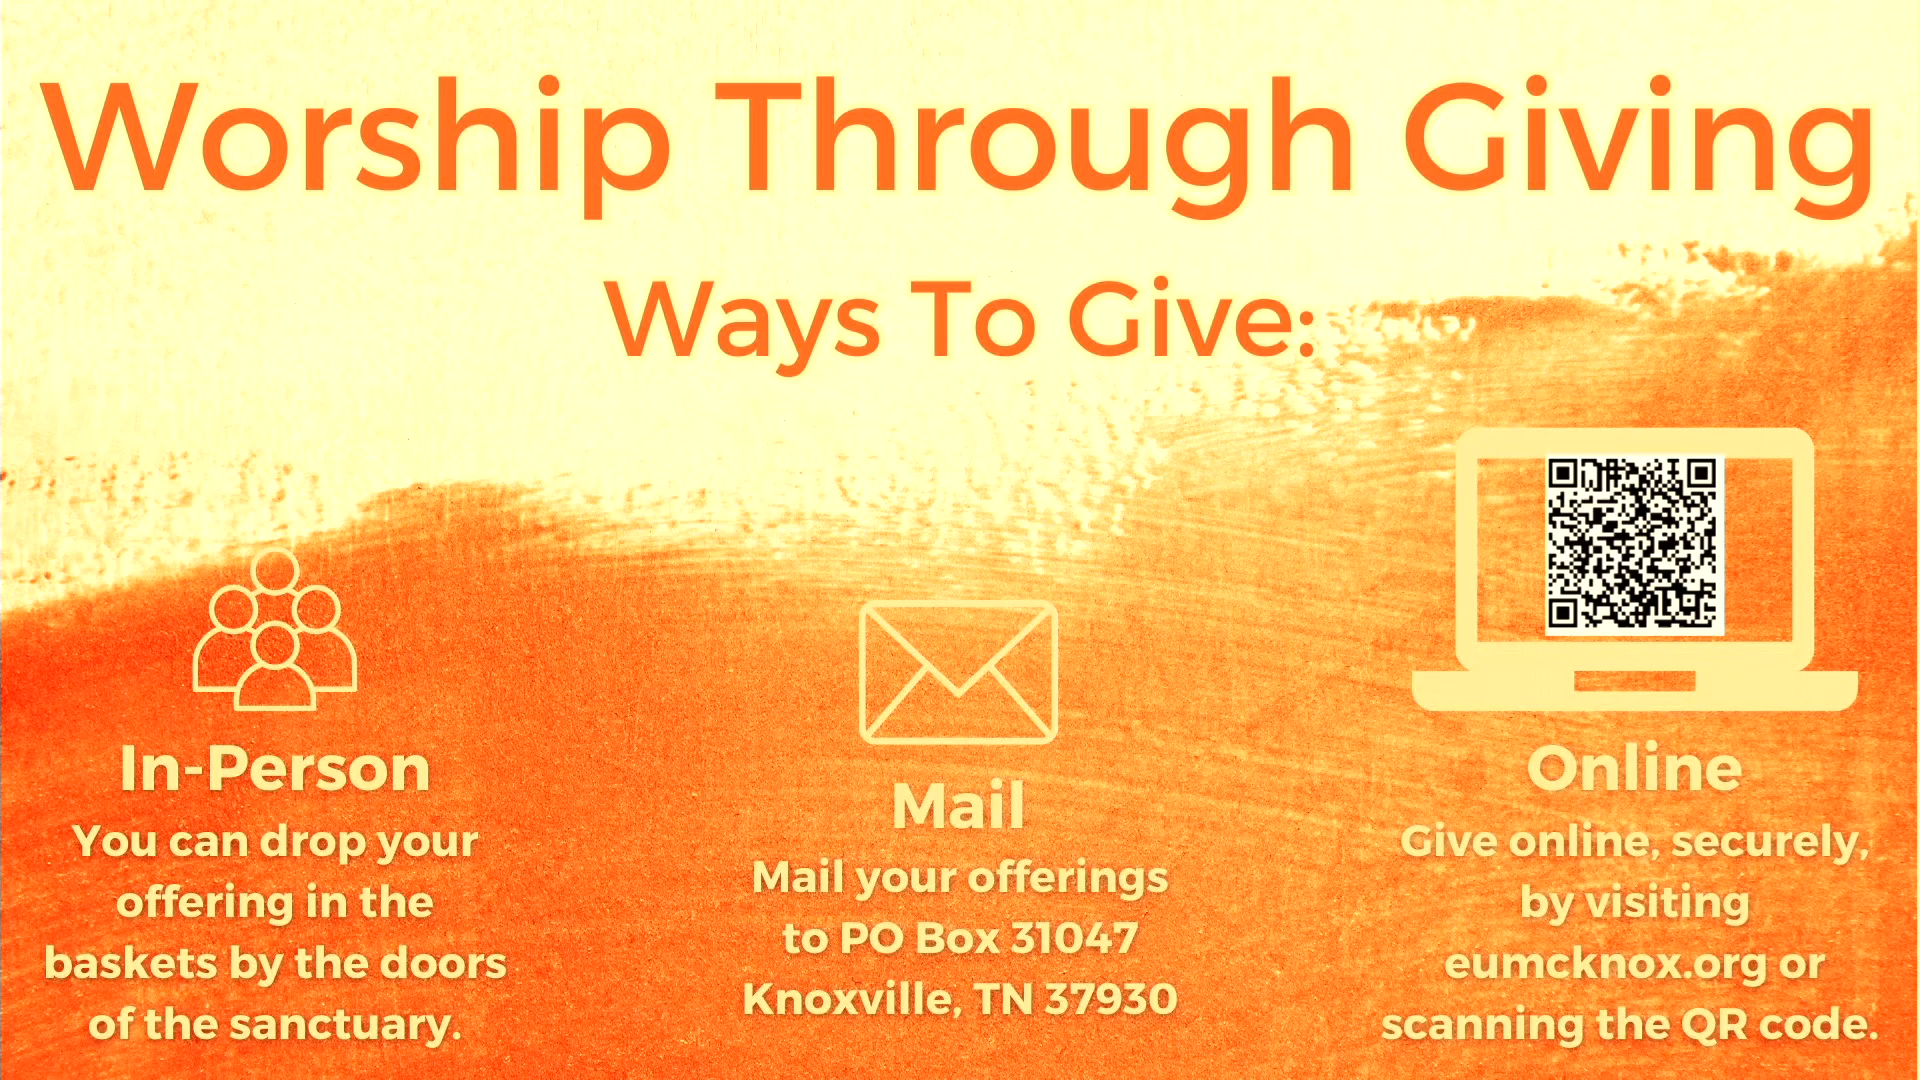 Worship Through Giving
Ways To Give:
In-Person
You can drop your
offering in the
baskets by the doors
of the sanctuary.
Mail
Mail your offerings
to PO Box 31047
Knoxville, TN 37930
Online
Give online, securely,
by visiting
eumcknox.org or
scanning the QR code.